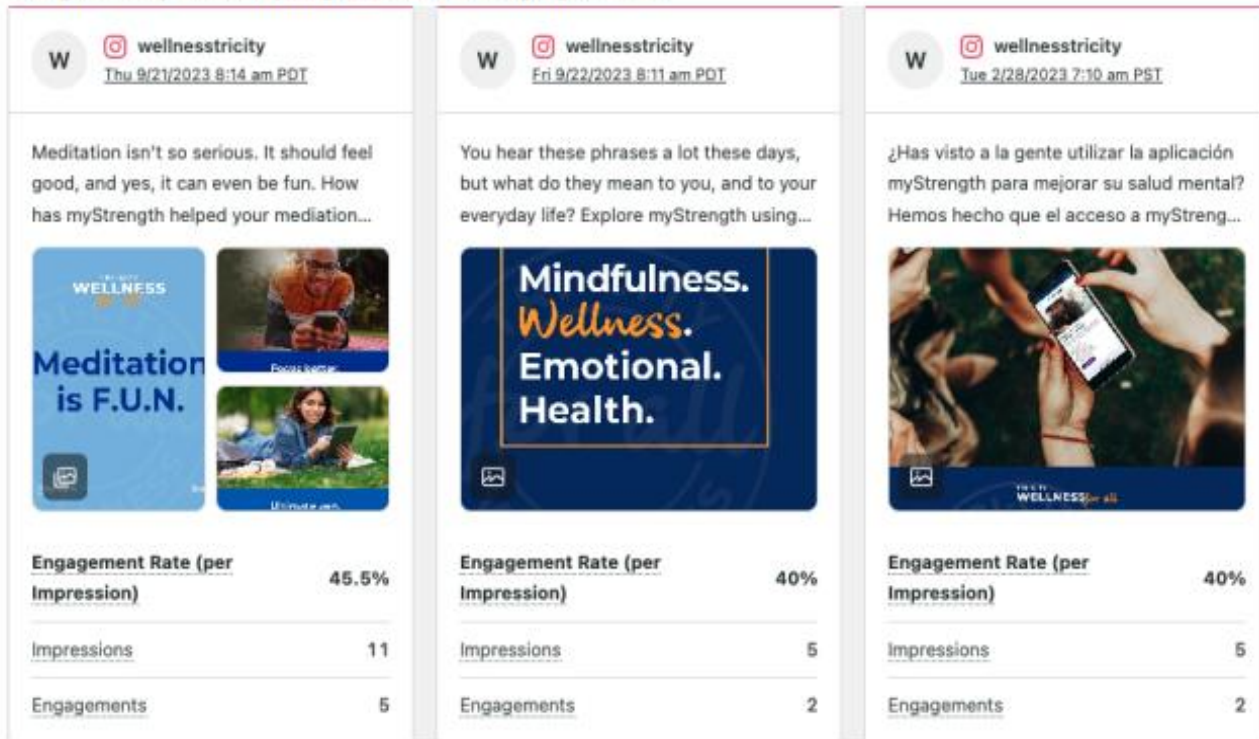 W
wellnesstricity
Thu 9/21/2023 8:14 am PDT
Meditation isn't so serious. It should feel
good, and yes, it can even be fun. How
has myStrength helped your mediation...
WELLNESS
Meditation
is F.U.N.
Focus better.
Engagement Rate (per
Impression)
45.5%
Impressions
11
Engagements
5
W
wellnesstricity
Fri 9/22/2023 8:11 am PDT
You hear these phrases a lot these days,
but what do they mean to you, and to your
everyday life? Explore myStrength using...
Mindfulness.
Wellness.
Emotional.
Health.
Engagement Rate (per
Impression)
40%
Impressions
5
Engagements
2
W
wellnesstricity
Tue 2/28/2023 7:10 am PST
¿Has visto a la gente utilizar la aplicación
myStrength para mejorar su salud mental?
Hemos hecho que el acceso a myStreng...
WELLNESS for all
Engagement Rate (per
Impression)
40%
Impressions
5
Engagements
2